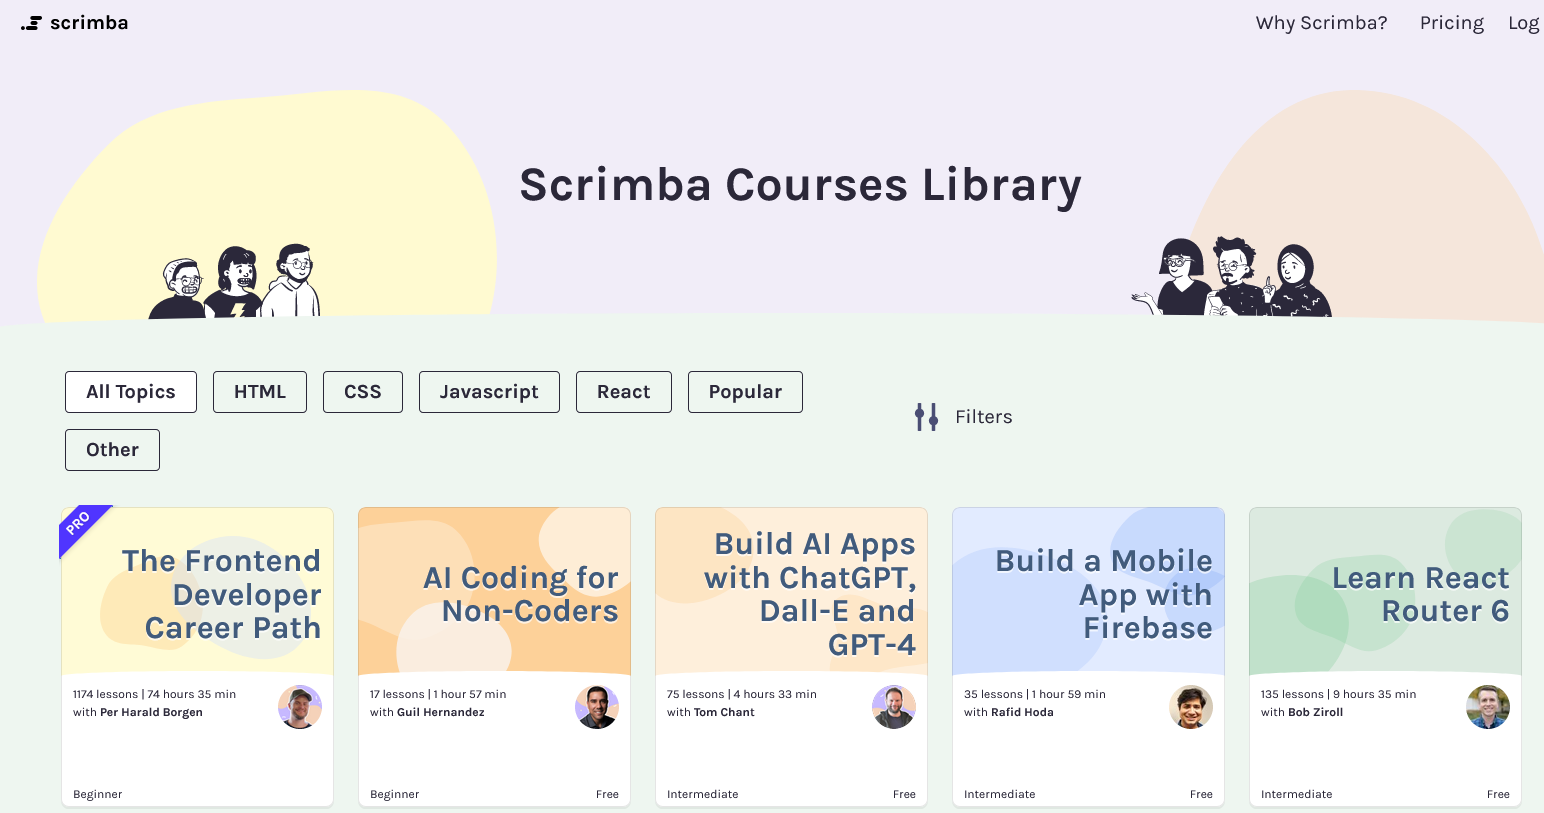 scrimba
Why Scrimba? Pricing Log
Scrimba Courses Library
All Topics HTML CSS Javascript React Popular
Other
Filters
PRO
The Frontend
Developer
Career Path
1174 lessons | 74 hours 35 min
with Per Harald Borgen
Beginner
AI Coding for
Non-Coders
17 lessons | 1 hour 57 min
with Guil Hernandez
Beginner Free
Build AI Apps
with ChatGPT,
Dall-E and
GPT-4
75 lessons | 4 hours 33 min
with Tom Chant
Intermediate Free
Build a Mobile
App with
Firebase
35 lessons | 1 hour 59 min
with Rafid Hoda
Intermediate Free
Learn React
Router 6
135 lessons | 9 hours 35 min
with Bob Ziroll
Intermediate Free